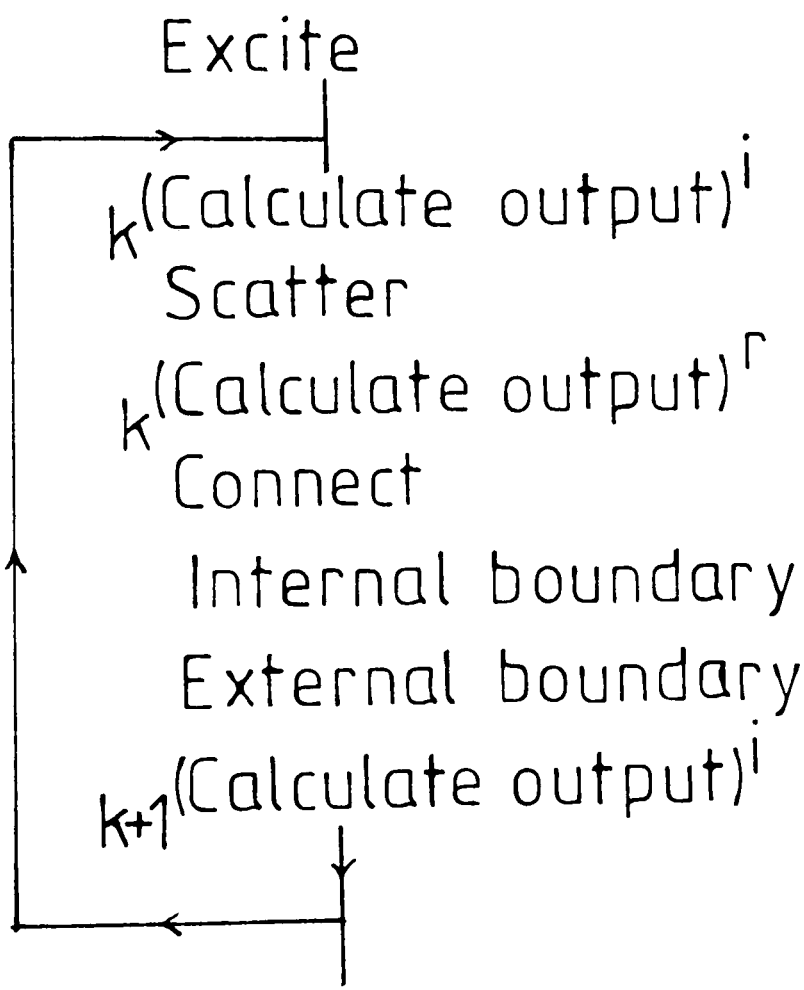 Excite
k(Calculate output)i
Scatter
k(Calculate output)r
Connect
Internal boundary
External boundary
k+1(Calculate output)i